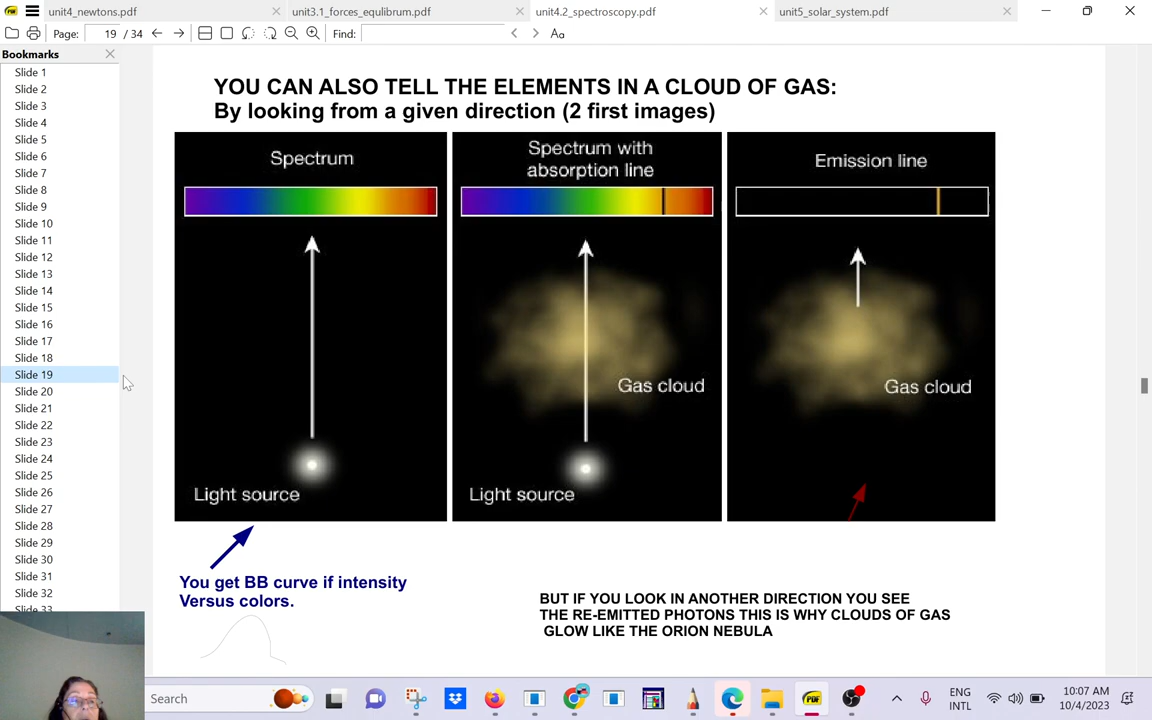 unit4_newtons.pdf
unit3.1_forces_equlibrum.pdf
unit4.2_spectroscopy.pdf
unit5_solar_system.pdf
Page: 19 / 34
Find:
Aa
Bookmarks
Slide 1
Slide 2
Slide 3
Slide 4
Slide 5
Slide 6
Slide 7
Slide 8
Slide 9
Slide 10
Slide 11
Slide 12
Slide 13
Slide 14
Slide 15
Slide 16
Slide 17
Slide 18
Slide 19
Slide 20
Slide 21
Slide 22
Slide 23
Slide 24
Slide 25
Slide 26
Slide 27
Slide 28
Slide 29
Slide 30
Slide 31
Slide 32
Slide 33
YOU CAN ALSO TELL THE ELEMENTS IN A CLOUD OF GAS:
By looking from a given direction (2 first images)
Spectrum
Light source
Spectrum with
absorption line
Gas cloud
Light source
Emission line
Gas cloud
You get BB curve if intensity
Versus colors.
BUT IF YOU LOOK IN ANOTHER DIRECTION YOU SEE
THE RE-EMITTED PHOTONS THIS IS WHY CLOUDS OF GAS
GLOW LIKE THE ORION NEBULA
Search
PDF
ENG
INTL
10:07 AM
10/4/2023